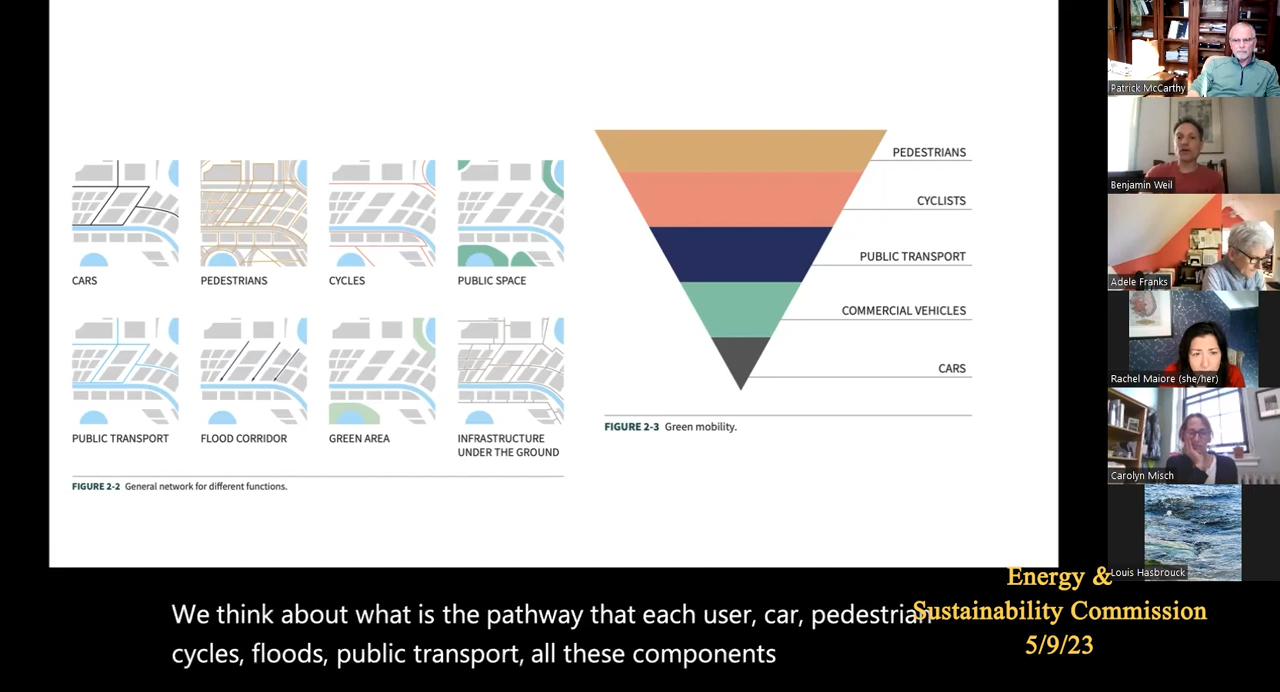 CARS
PEDESTRIANS
CYCLES
PUBLIC SPACE
PUBLIC TRANSPORT
FLOOD CORRIDOR
GREEN AREA
INFRASTRUCTURE
UNDER THE GROUND
FIGURE 2-2 General network for different functions.
PEDESTRIANS
CYCLISTS
PUBLIC TRANSPORT
COMMERCIAL VEHICLES
CARS
FIGURE 2-3 Green mobility.
Patrick McCarthy
Benjamin Weil
Adele Franks
Rachel Maiore (she/her)
Carolyn Misch
Louis Hasbrouck
We think about what is the pathway that each user, car, pedestrian
cycles, floods, public transport, all these components
Energy &
Sustainability Commission
5/9/23